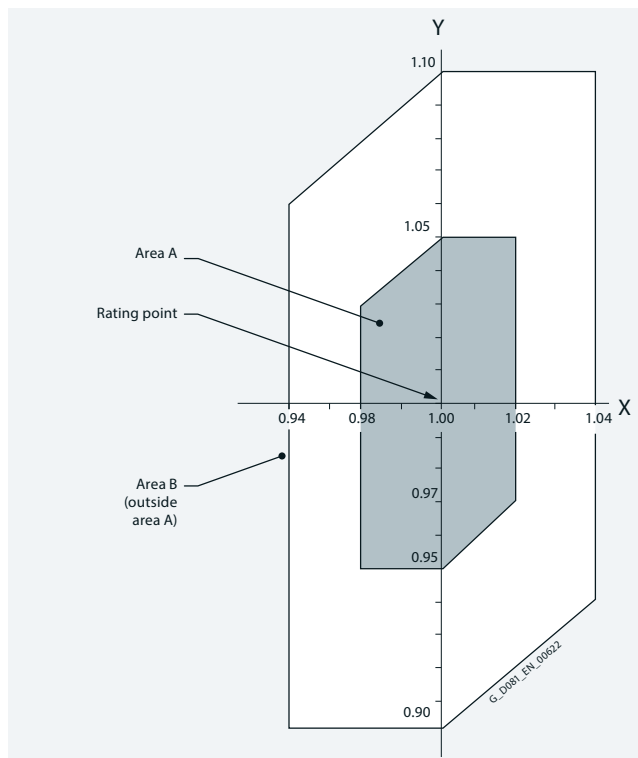 Y
1.10
1.05
Area A
Rating point
X
0.94 0.98 1.00 1.02 1.04
0.97
Area B
(outside
area A)
0.95
G_D081_EN_00622
0.90